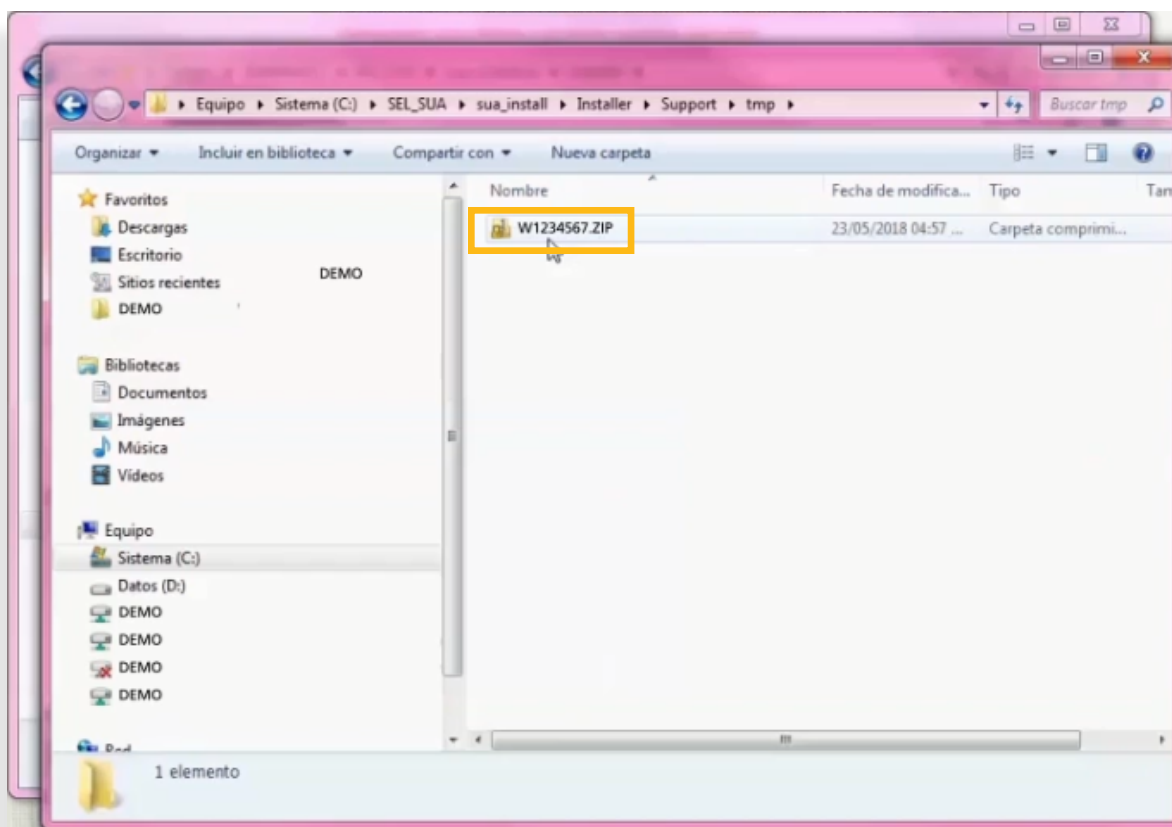 Equipo ▸ Sistema (C:) ▸ SEL_SUA ▸ sua_install ▸ Installer ▸ Support ▸ tmp ▸
Buscar tmp
Organizar
Incluir en biblioteca
Compartir con
Nueva carpeta
Nombre
Fecha de modifica...
Tipo
Tam
W1234567.ZIP
23/05/2018 04:57 ...
Carpeta comprimi...
Favoritos
Descargas
Escritorio
Sitios recientes
DEMO
DEMO
Bibliotecas
Documentos
Imágenes
Música
Vídeos
Equipo
Sistema (C:)
Datos (D:)
DEMO
DEMO
DEMO
DEMO
1 elemento